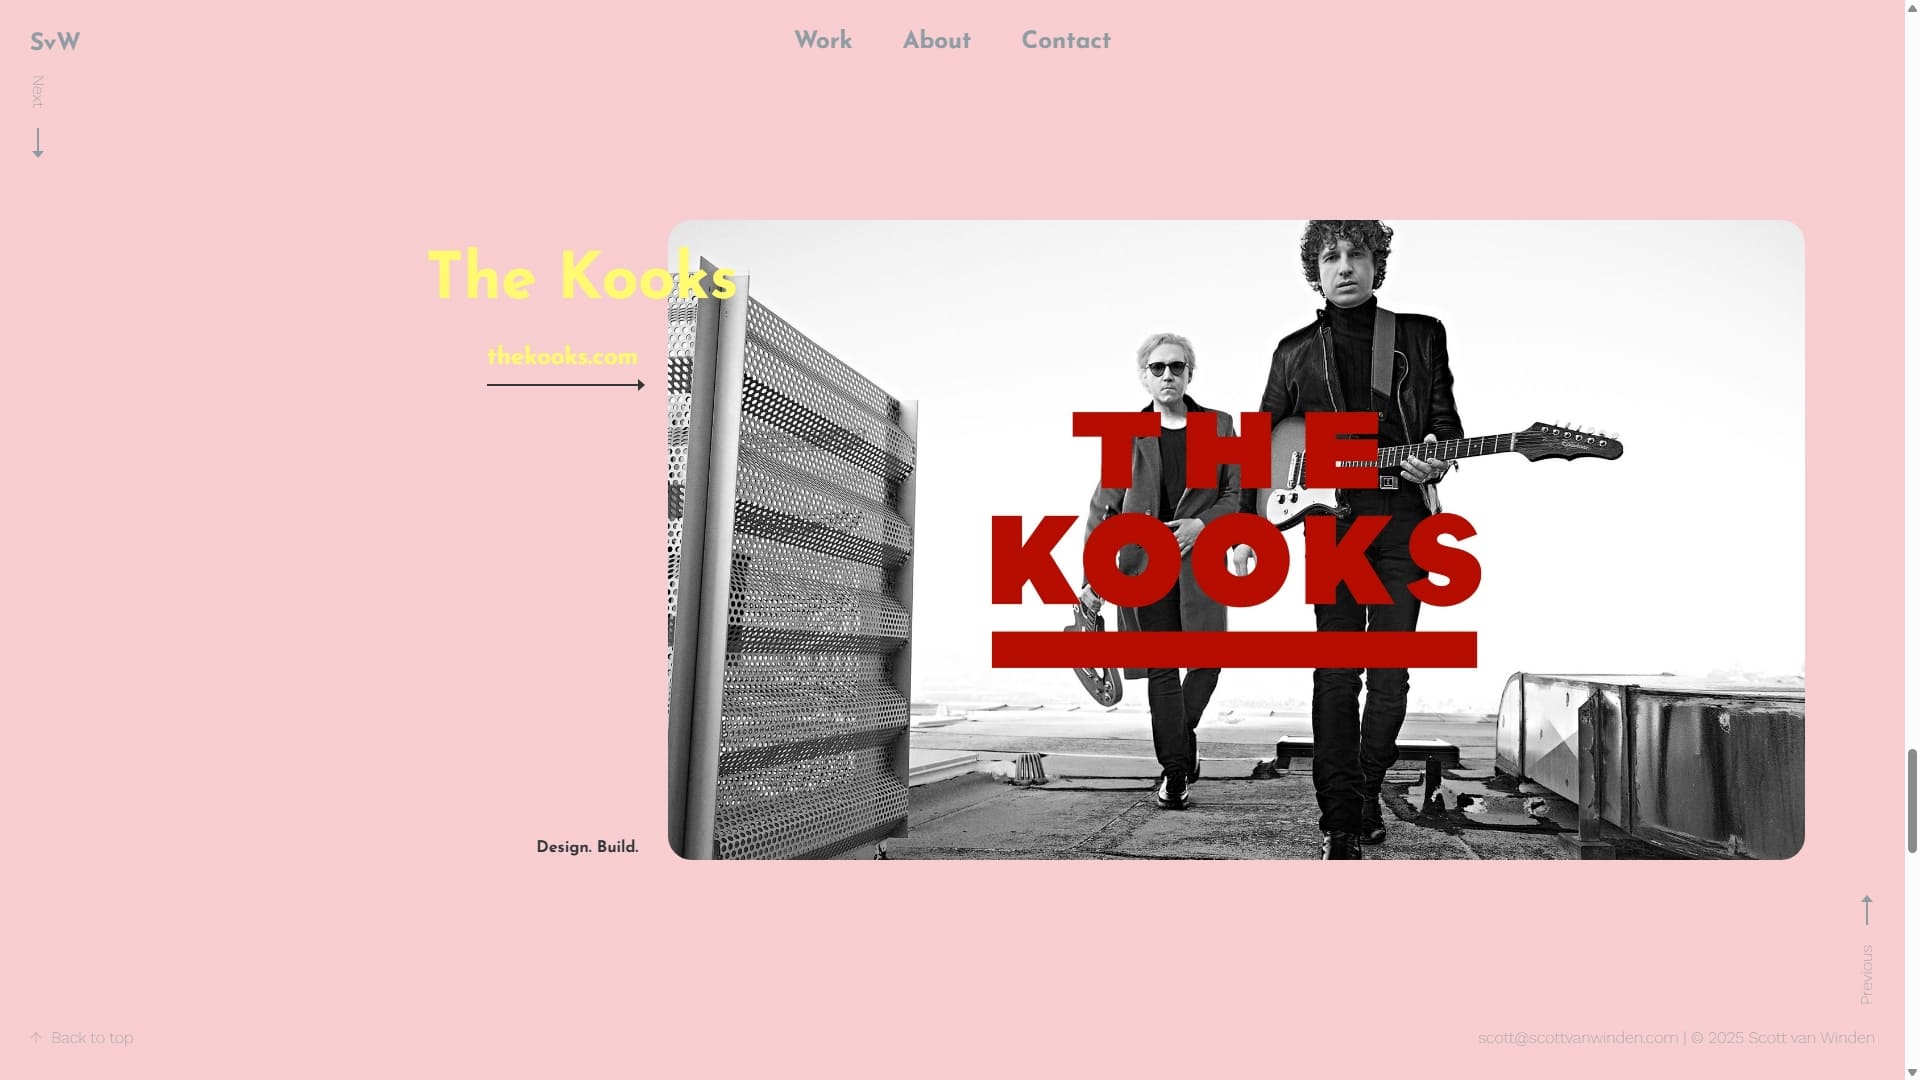 SvW
Work
About
Contact
Next
The Kooks
thekooks.com
THE
KOOKS
Design. Build.
Previous
Back to top
scott@scottvanwinden.com | © 2025 Scott van Winden